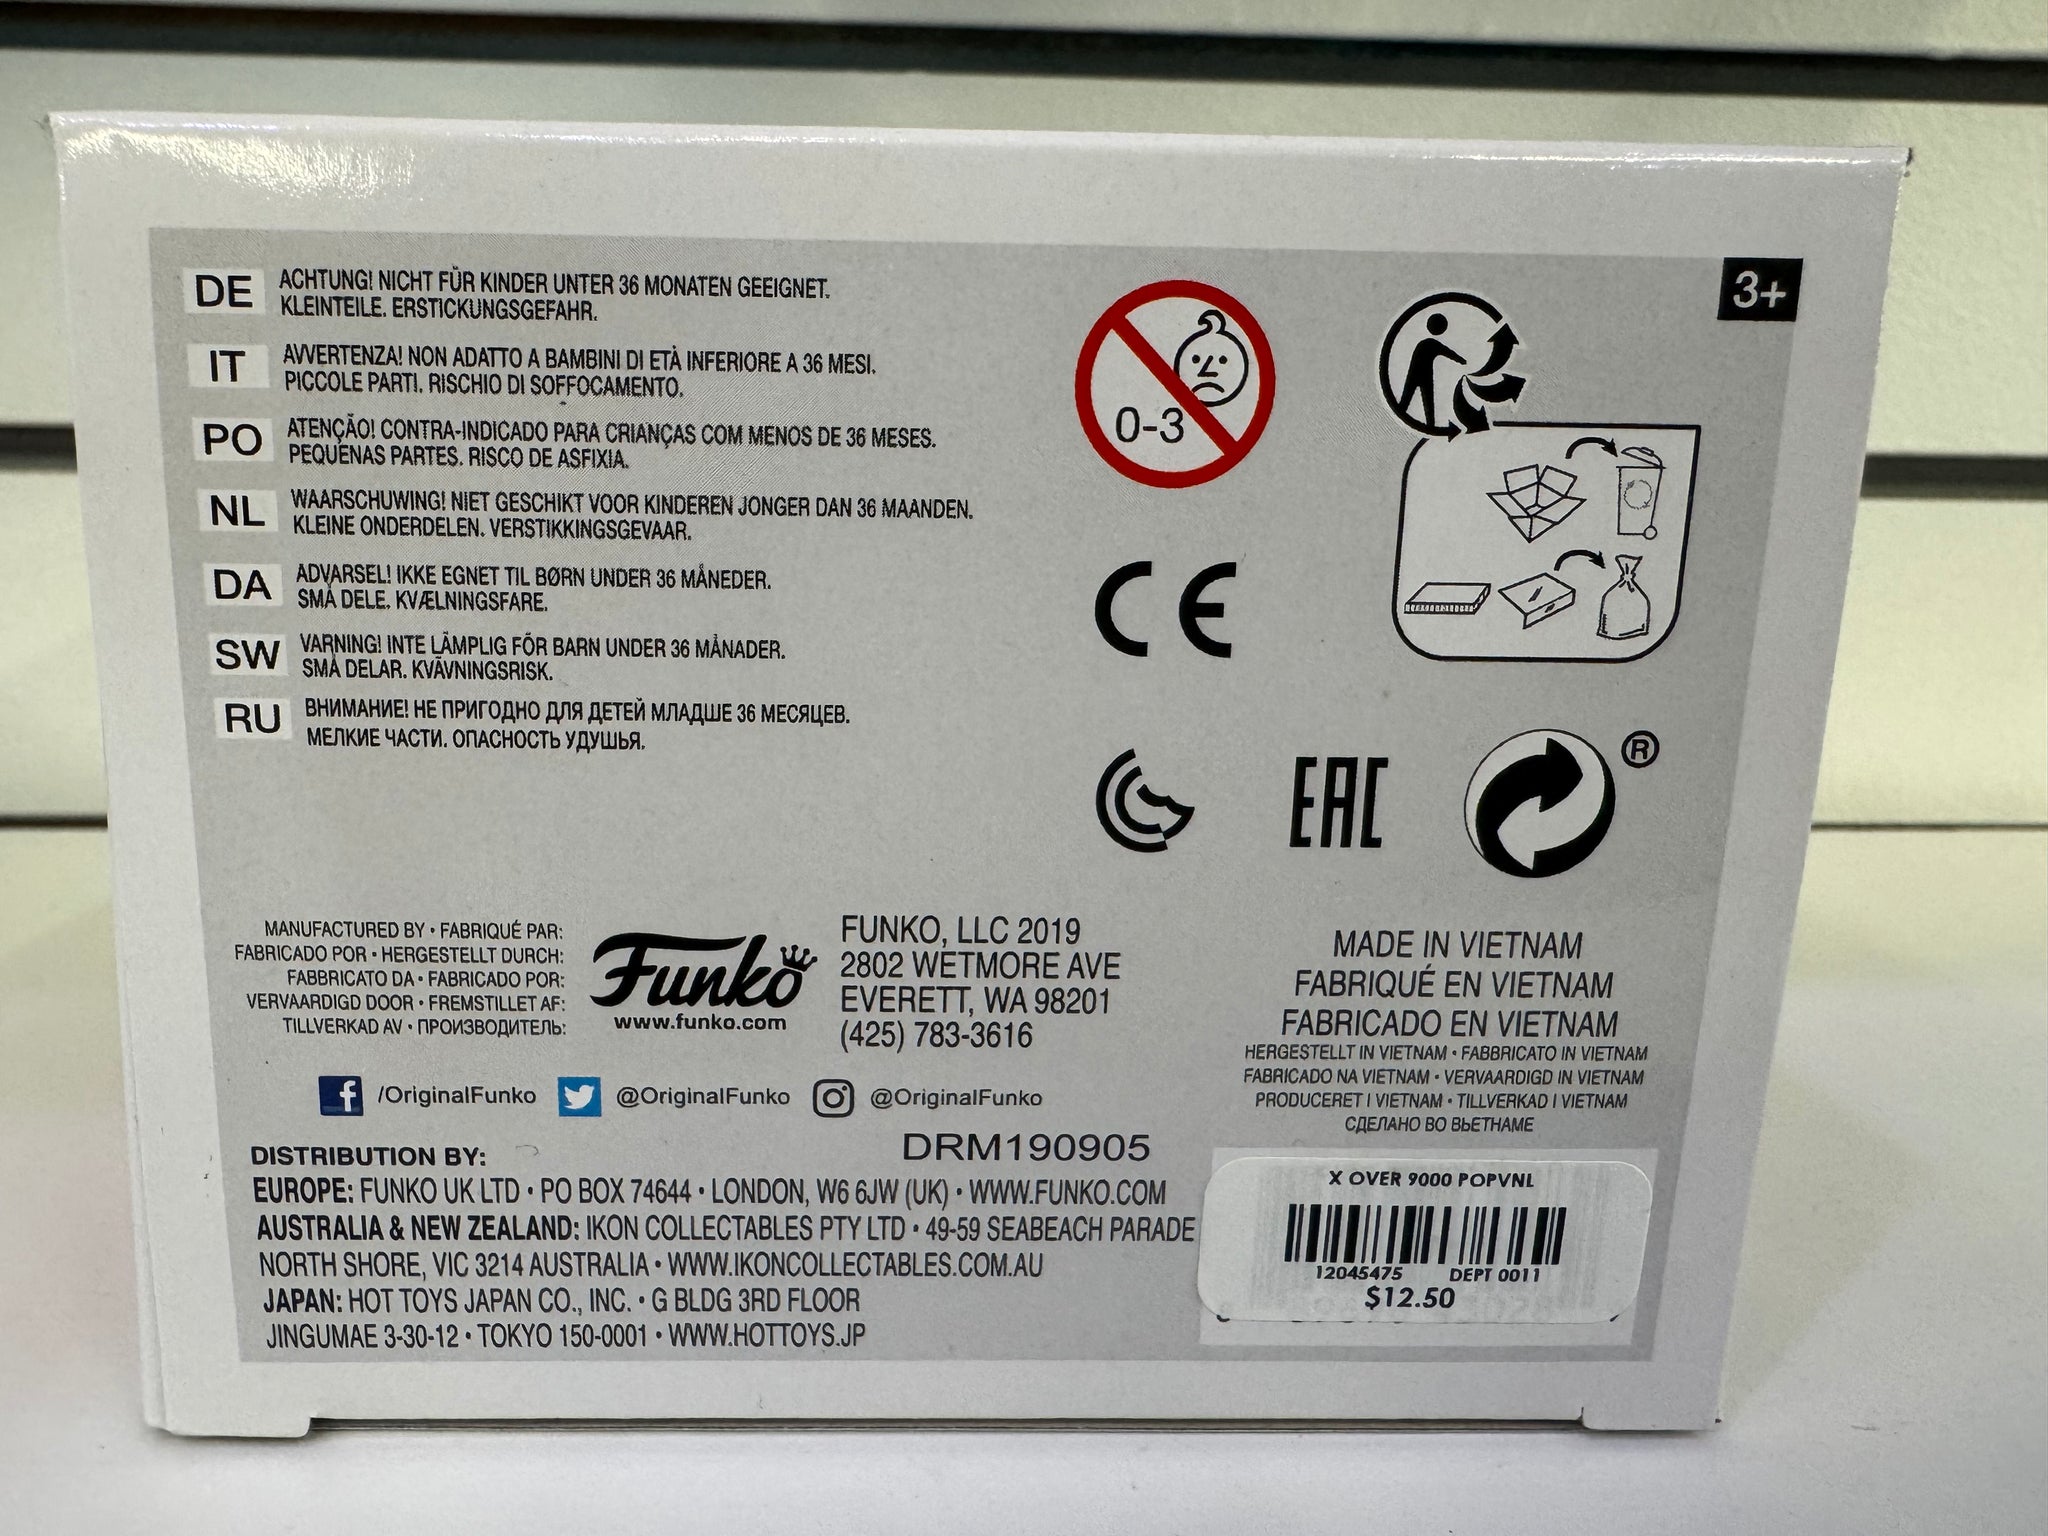 DE ACHTUNG! NICHT FÜR KINDER UNTER 36 MONATEN GEEIGNET.
KLEINTEILE. ERSTICKUNGSGEFAHR.
IT AVVERTENZA! NON ADATTO A BAMBINI DI ETÀ INFERIORE A 36 MESI.
PICCOLE PARTI. RISCHIO DI SOFFOCAMENTO.
PO ATENÇÃO! CONTRA-INDICADO PARA CRIANÇAS COM MENOS DE 36 MESES.
PEQUENAS PARTES. RISCO DE ASFIXIA.
NL WAARSCHUWING! NIET GESCHIKT VOOR KINDEREN JONGER DAN 36 MAANDEN.
KLEINE ONDERDELEN. VERSTIKKINGSGEVAAR.
DA ADVARSEL! IKKE EGNET TIL BØRN UNDER 36 MÅNEDER.
SMÅ DELE. KVÆLNINGSFARE.
SW VARNING! INTE LÄMPLIG FÖR BARN UNDER 36 MÅNADER.
SMÅ DELAR. KVÄVNINGSRISK.
RU ВНИМАНИЕ! НЕ ПРИГОДНО ДЛЯ ДЕТЕЙ МЛАДШЕ 36 МЕСЯЦЕВ.
МЕЛКИЕ ЧАСТИ. ОПАСНОСТЬ УДУШЬЯ.
0-3
3+
CE
EAC
®
MANUFACTURED BY • FABRIQUÉ PAR:
FABRICADO POR • HERGESTELLT DURCH:
FABBRICATO DA • FABRICADO POR:
VERVAARDIGD DOOR • FREMSTILLET AF:
TILLVERKAD AV • ПРОИЗВОДИТЕЛЬ:
Funko
www.funko.com
FUNKO, LLC 2019
2802 WETMORE AVE
EVERETT, WA 98201
(425) 783-3616
MADE IN VIETNAM
FABRIQUÉ EN VIETNAM
FABRICADO EN VIETNAM
HERGESTELLT IN VIETNAM • FABBRICATO IN VIETNAM
FABRICADO NA VIETNAM • VERVAARDIGD IN VIETNAM
PRODUCERET I VIETNAM • TILLVERKAD I VIETNAM
СДЕЛАНО ВО ВЬЕТНАМЕ
/OriginalFunko @OriginalFunko @OriginalFunko
DRM190905
DISTRIBUTION BY:
EUROPE: FUNKO UK LTD • PO BOX 74644 • LONDON, W6 6JW (UK) • WWW.FUNKO.COM
AUSTRALIA & NEW ZEALAND: IKON COLLECTABLES PTY LTD • 49-59 SEABEACH PARADE
NORTH SHORE, VIC 3214 AUSTRALIA • WWW.IKONCOLLECTABLES.COM.AU
JAPAN: HOT TOYS JAPAN CO., INC. • G BLDG 3RD FLOOR
JINGUMAE 3-30-12 • TOKYO 150-0001 • WWW.HOTTOYS.JP
X OVER 9000 POPVNL
12045475 DEPT 0011
$12.50